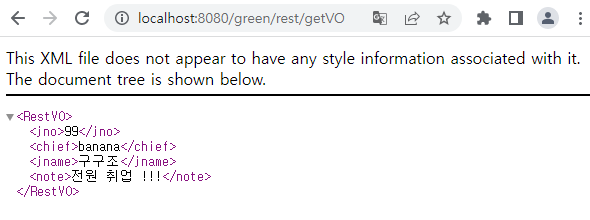 localhost:8080/green/rest/getVO
This XML file does not appear to have any style information associated with it.
The document tree is shown below.
▼<RestVO>
<jno>99</jno>
<chief>banana</chief>
<jname>구구조</jname>
<note>전원 취업 !!!</note>
</RestVO>